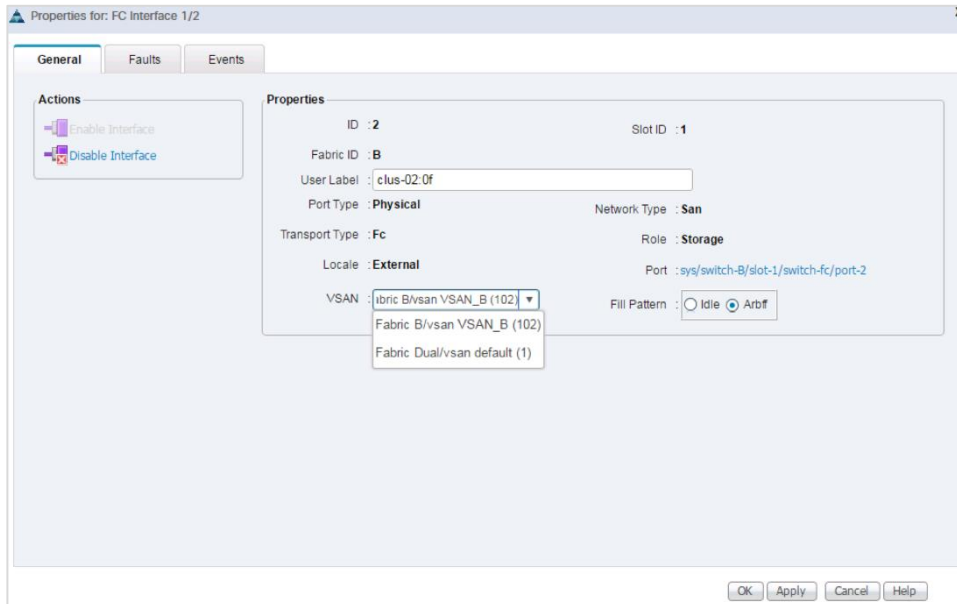 Properties for: FC Interface 1/2
General Faults Events
Actions
Enable Interface
Disable Interface
Properties
ID : 2 Slot ID : 1
Fabric ID : B
User Label : clus-02:0f
Port Type : Physical Network Type : San
Transport Type : Fc Role : Storage
Locale : External Port : sys/switch-B/slot-1/switch-fc/port-2
VSAN : ibric B/vsan VSAN_B (102) Fill Pattern : Idle Arbff
Fabric B/vsan VSAN_B (102)
Fabric Dual/vsan default (1)
OK Apply Cancel Help